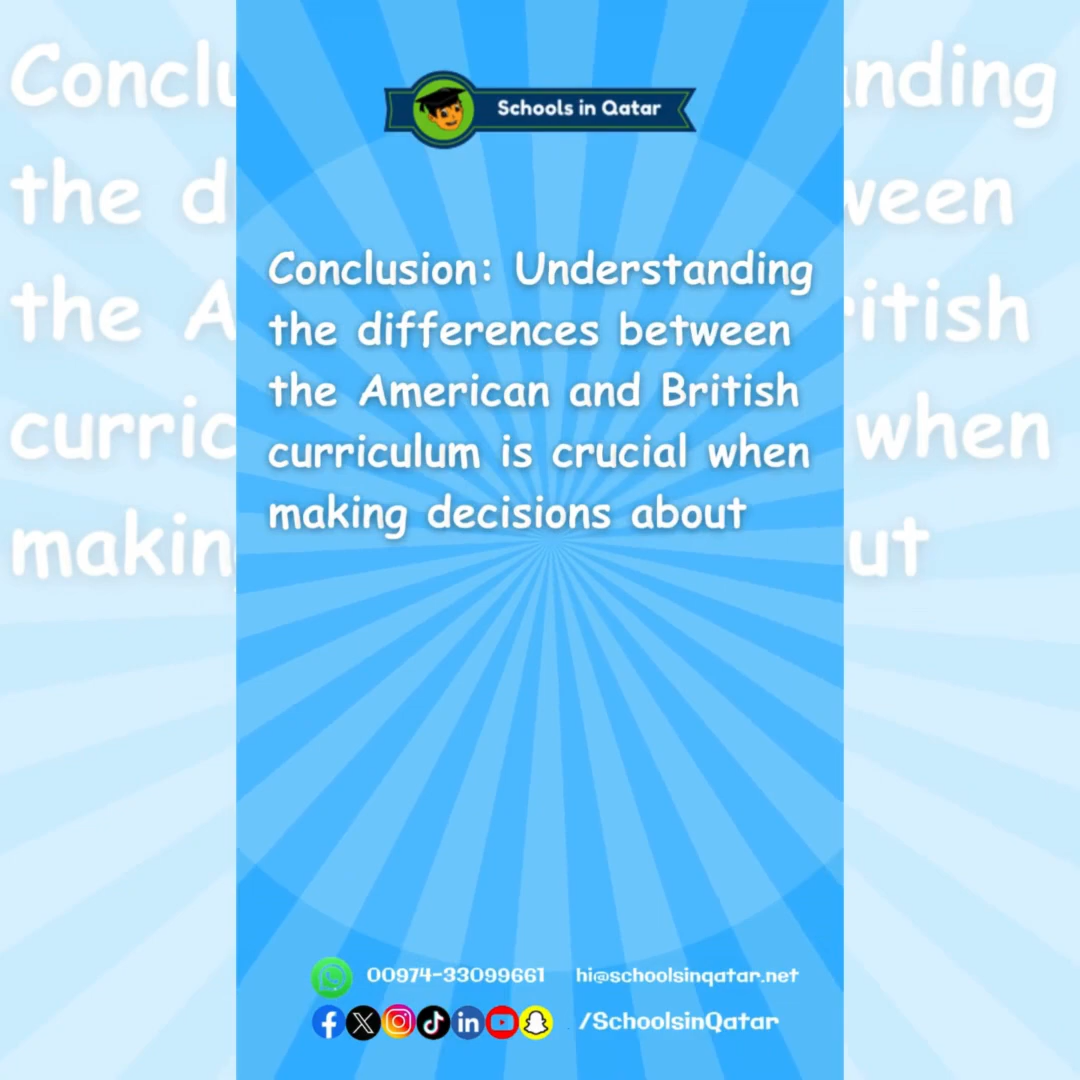 Schools in Qatar
Conclusion: Understanding
the differences between
the American and British
curriculum is crucial when
making decisions about
00974-33099661 hi@schoolsinqatar.net
/SchoolsinQatar